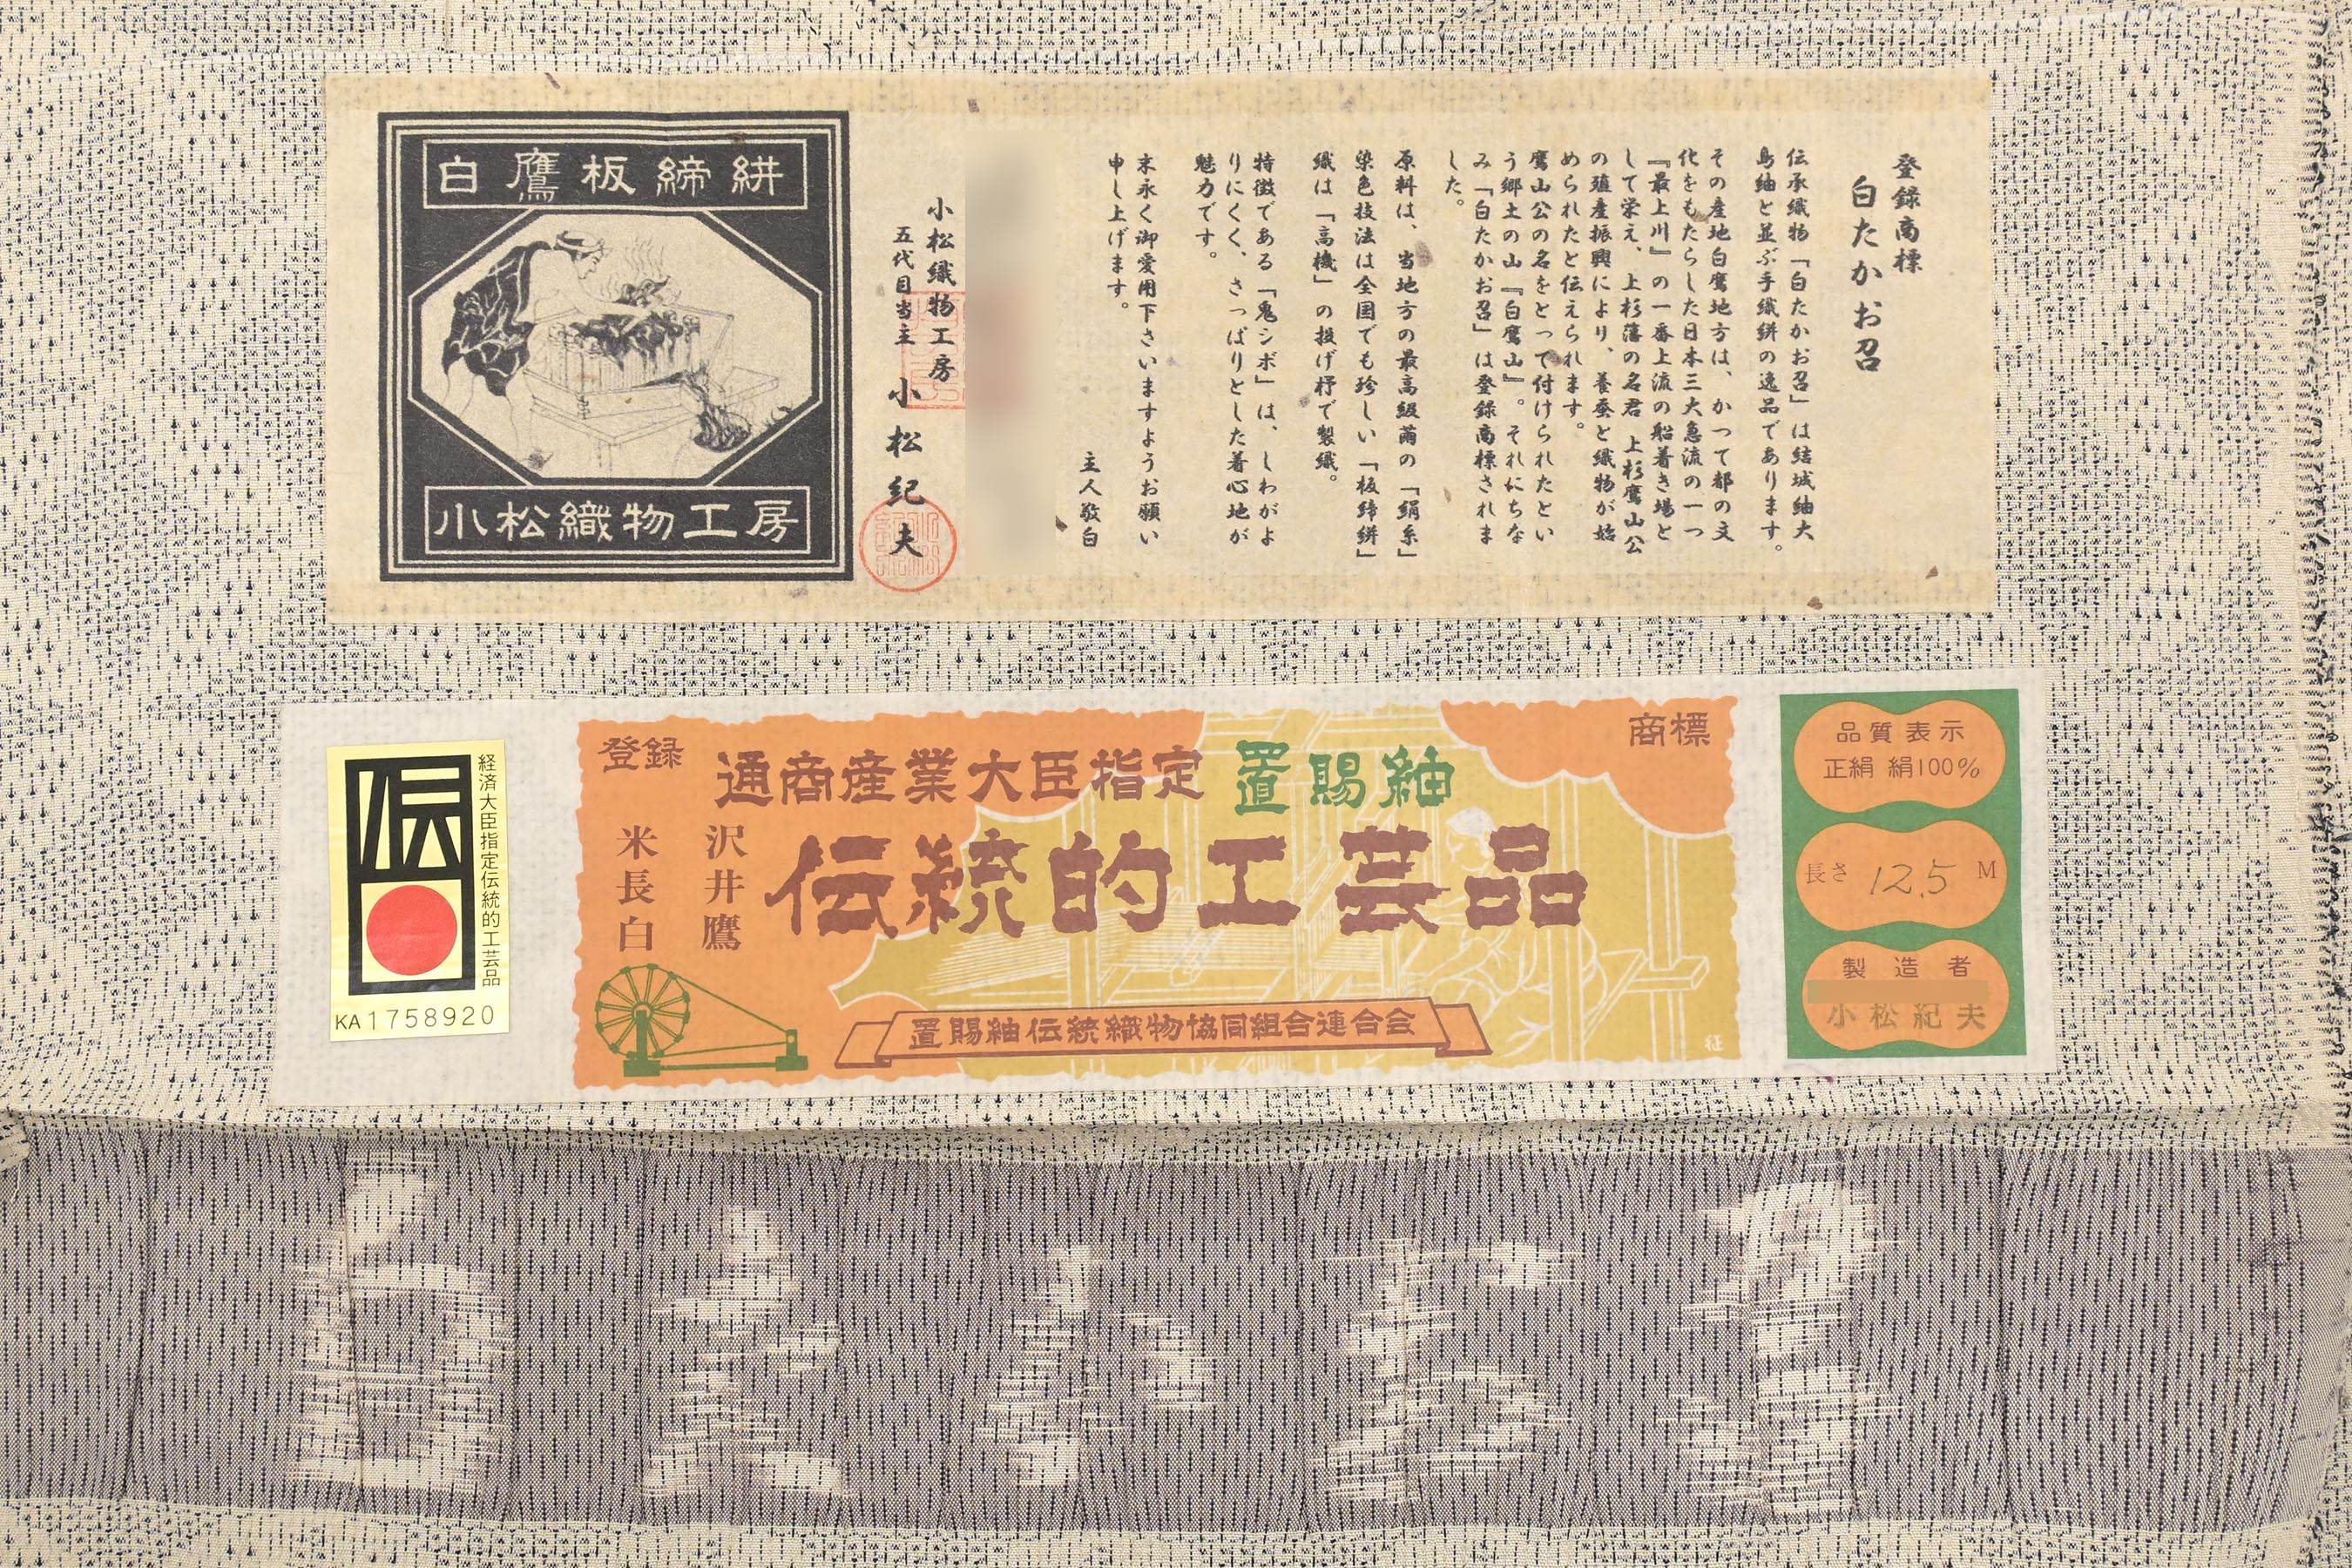 登録商標
白たかお召
伝承織物「白たかお召」は結城紬大
島紬と並ぶ手織絣の逸品であります。
その産地白鷹地方は、かつて都の文
化をもたらした日本三大急流の一つ
『最上川』の一番上流の船着き場と
して栄え、上杉藩の名君 上杉鷹山公
の殖産振興により、養蚕と織物が始
められたと伝えられます。
鷹山公の名をとって付けられたとい
う郷土の山『白鷹山』。それにちな
み「白たかお召」は登録商標されま
した。
原料は、当地方の最高級繭の「絹糸」
染色技法は全国でも珍しい「板締絣」
織は「高機」の投げ杼で製織。
特徴である「鬼シボ」は、しわがよ
りにくく、さっぱりとした着心地が
魅力です。
末永く御愛用下さいますようお願い
申し上げます。
主人敬白
小松織物工房
五代目当主 小松紀夫
白鷹板締絣
小松織物工房
経済大臣指定伝統的工芸品
伝
KA1758920
登録
商標
通商産業大臣指定 置賜紬
伝統的工芸品
米沢
長井
白鷹
置賜紬伝統織物協同組合連合会
征
品質表示
正絹 絹100%
長さ 12.5 M
製造者
小松紀夫
白たかお召